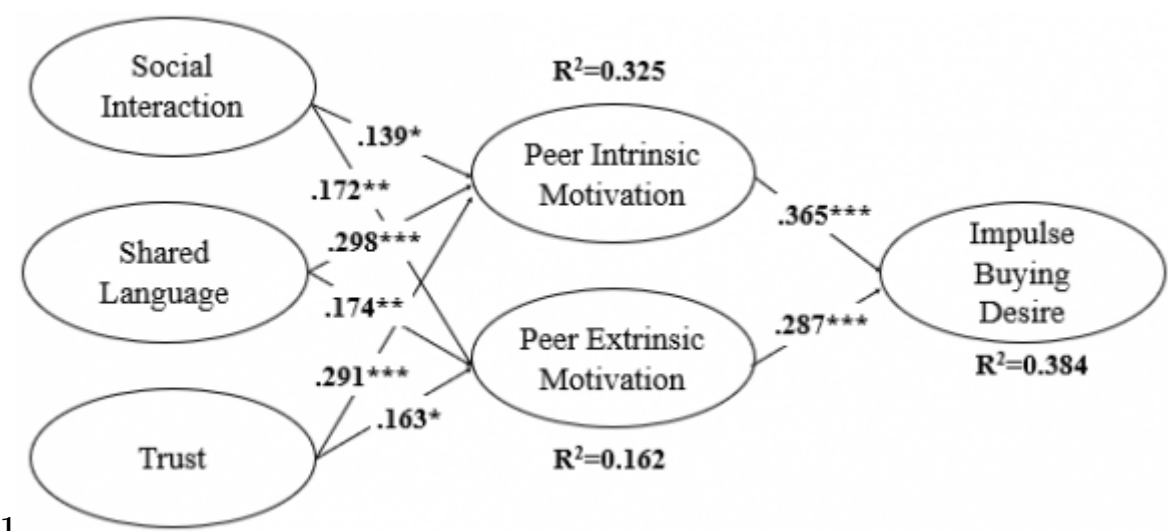 Social
Interaction
R²=0.325
.139*
Peer Intrinsic
Motivation
.172**
.365***
.298***
Shared
Language
Impulse
Buying
Desire
.174**
.287***
Peer Extrinsic
Motivation
R²=0.384
.291***
.163*
Trust
R²=0.162
1